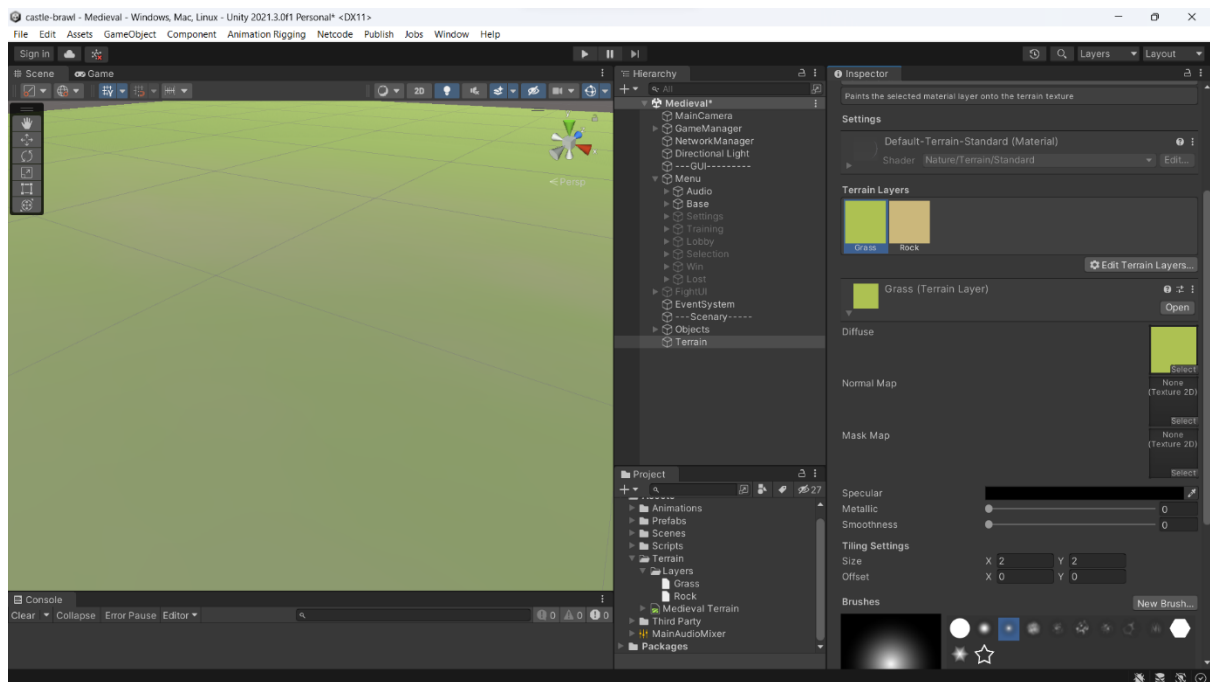 castle-brawl - Medieval - Windows, Mac, Linux - Unity 2021.3.0f1 Personal* <DX11>
File Edit Assets GameObject Component Animation Rigging Netcode Publish Jobs Window Help
Sign in
Layers
Layout
Scene
Game
2D
Persp
Console
Clear Collapse Error Pause Editor
0 0 0
Hierarchy
All
Medieval*
MainCamera
GameManager
NetworkManager
Directional Light
---GUI---------
Menu
Audio
Base
Settings
Training
Lobby
Selection
Win
Lost
FightUI
EventSystem
---Scenary-----
Objects
Terrain
Project
27
Assets
Animations
Prefabs
Scenes
Scripts
Terrain
Layers
Grass
Rock
Medieval Terrain
Third Party
MainAudioMixer
Packages
Inspector
Paints the selected material layer onto the terrain texture
Settings
Default-Terrain-Standard (Material)
Shader Nature/Terrain/Standard Edit...
Terrain Layers
Grass Rock
Edit Terrain Layers...
Grass (Terrain Layer)
Open
Diffuse
Select
Normal Map
None
(Texture 2D)
Select
Mask Map
None
(Texture 2D)
Select
Specular
Metallic 0
Smoothness 0
Tiling Settings
Size X 2 Y 2
Offset X 0 Y 0
Brushes
New Brush...